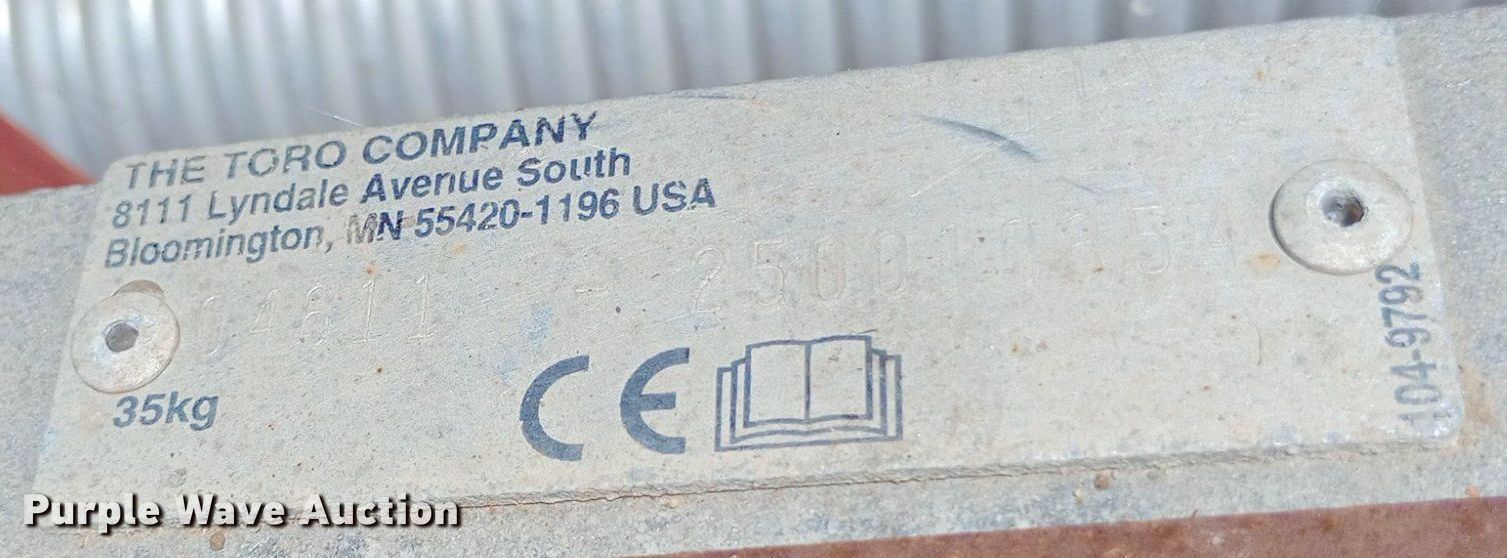 THE TORO COMPANY
8111 Lyndale Avenue South
Bloomington, MN 55420-1196 USA
04611 -
35kg
CE
104-9792
Purple Wave Auction